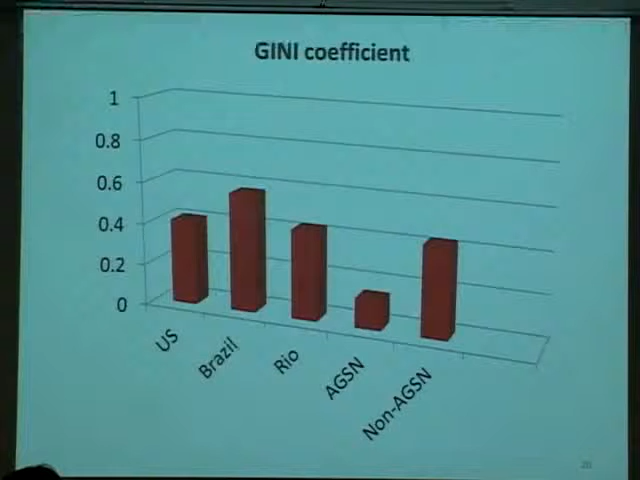 GINI coefficient
1
0.8
0.6
0.4
0.2
0
US
Brazil
Rio
AGSN
Non-AGSN